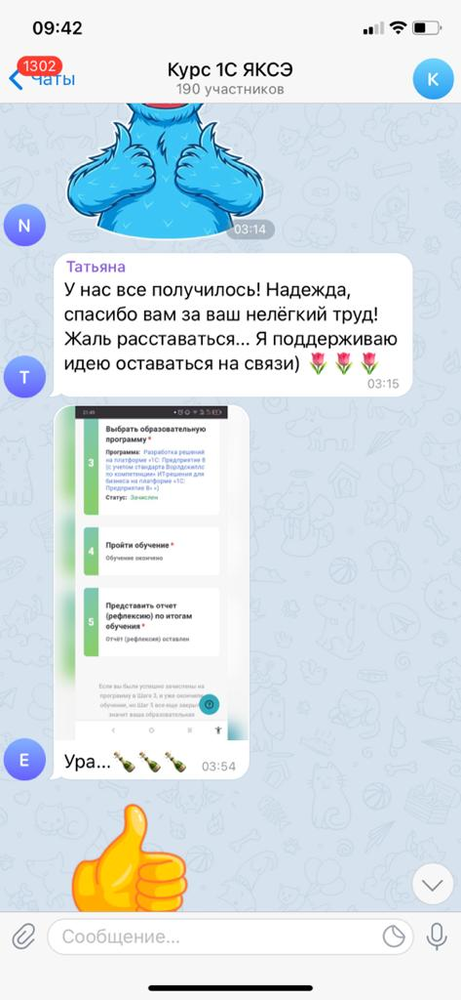 09:42
1302
Чаты
Курс 1С ЯКСЭ
190 участников
К
03:14
N
Татьяна
У нас все получилось! Надежда,
спасибо вам за ваш нелёгкий труд!
Жаль расставаться... Я поддерживаю
идею оставаться на связи) 🌷🌷🌷
03:15
Т
21:45
3
Выбрать образовательную
программу *
Программа: Разработка решений
на платформе «1С: Предприятие 8
(с учетом стандарта Ворлдскиллс
по компетенции» ИТ-решения для
бизнеса на платформе «1С:
Предприятие 8» »)
Статус: Зачислен
4
Пройти обучение *
Обучение окончено
5
Представить отчет
(рефлексию) по итогам
обучения *
Отчёт (рефлексия) оставлен
Если вы были успешно зачислены на
программу в Шаге 3, и уже окончили
обучение, но Шаг 5 все еще закрыт
значит ваша образовательная
Е
Ура... 🍾🍾🍾
03:54
Сообщение...